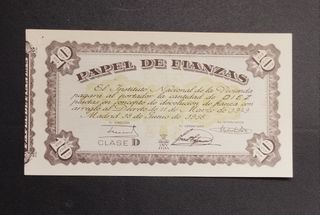 10 10
PAPEL DE FIANZAS
El Instituto Nacional de la Vivienda
pagará al portador la cantidad de DIEZ
pesetas en concepto de devolución de fianza con
arreglo al Decreto de 11 de Marzo de 1949
Madrid 18 de Junio de 1958
CLASE D
10 10